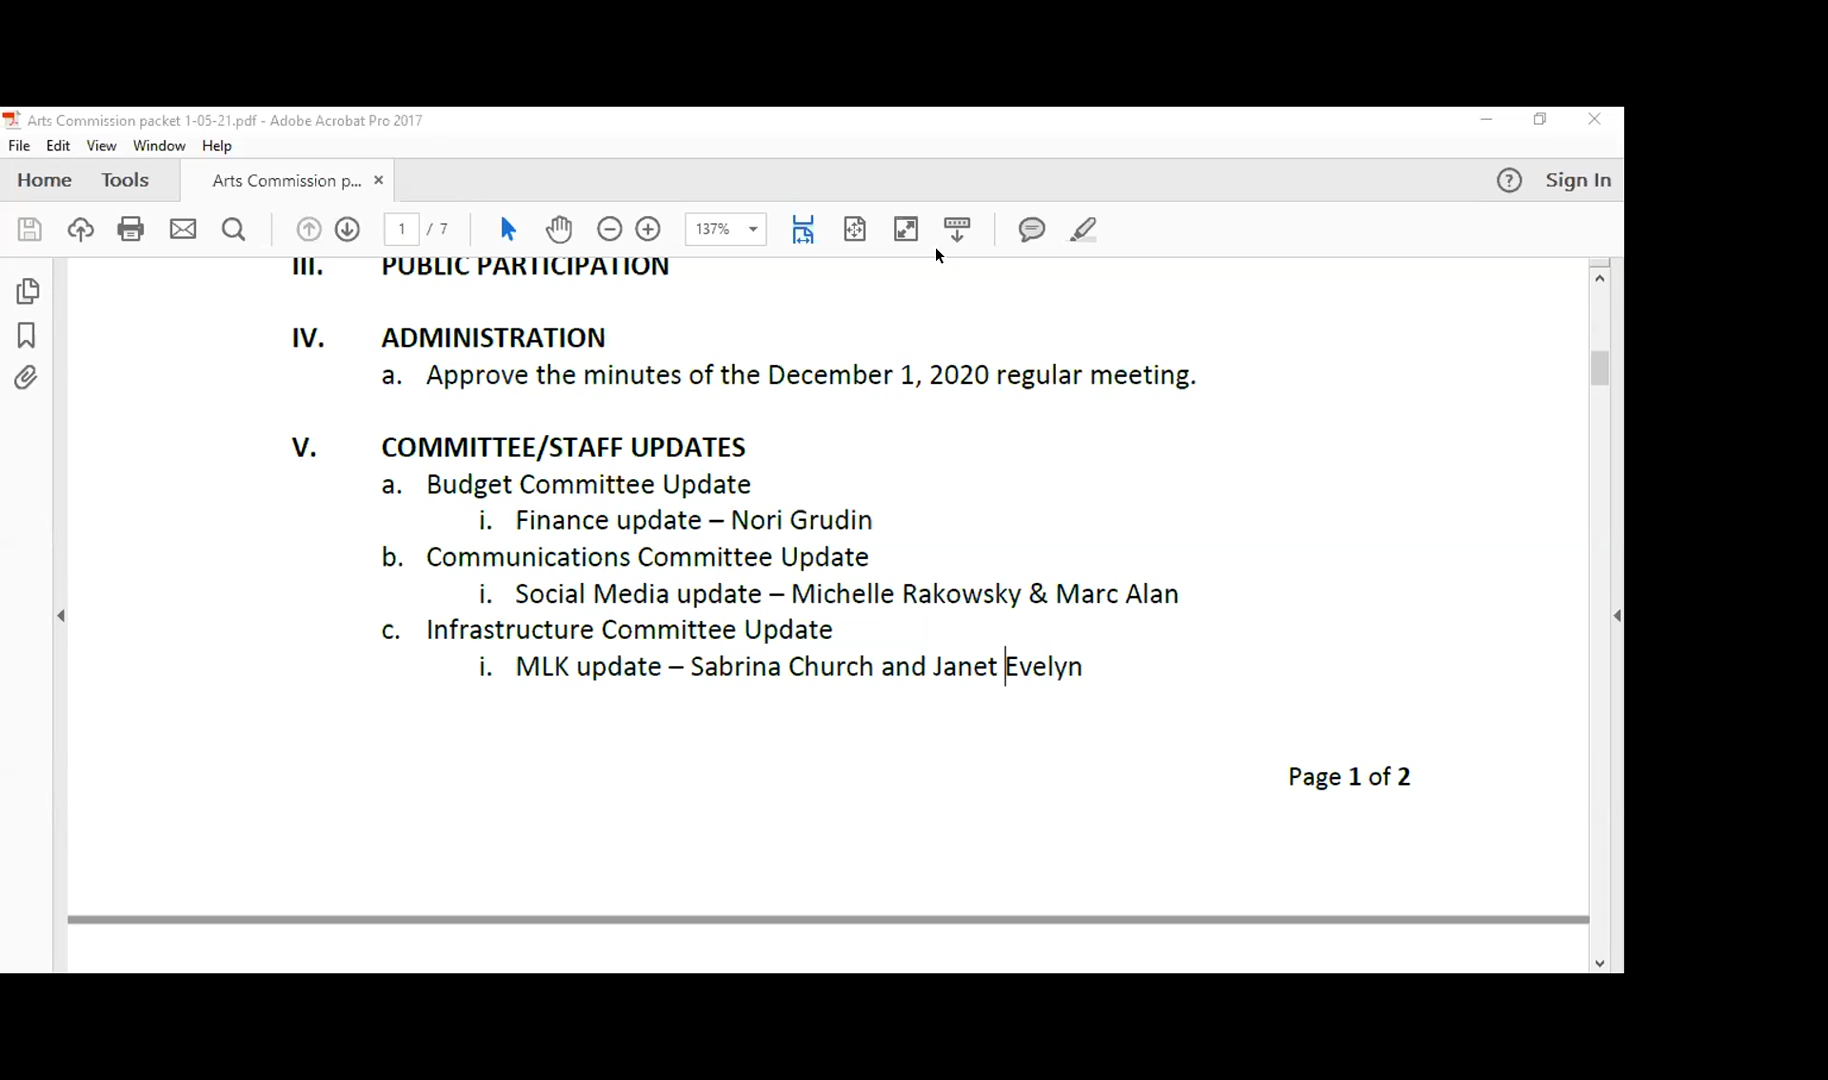 Arts Commission packet 1-05-21.pdf - Adobe Acrobat Pro 2017
File Edit View Window Help
Home Tools Arts Commission p... × ? Sign In
1 / 7 137%
III. PUBLIC PARTICIPATION
IV. ADMINISTRATION
a. Approve the minutes of the December 1, 2020 regular meeting.
V. COMMITTEE/STAFF UPDATES
a. Budget Committee Update
i. Finance update – Nori Grudin
b. Communications Committee Update
i. Social Media update – Michelle Rakowsky & Marc Alan
c. Infrastructure Committee Update
i. MLK update – Sabrina Church and Janet Evelyn
Page 1 of 2